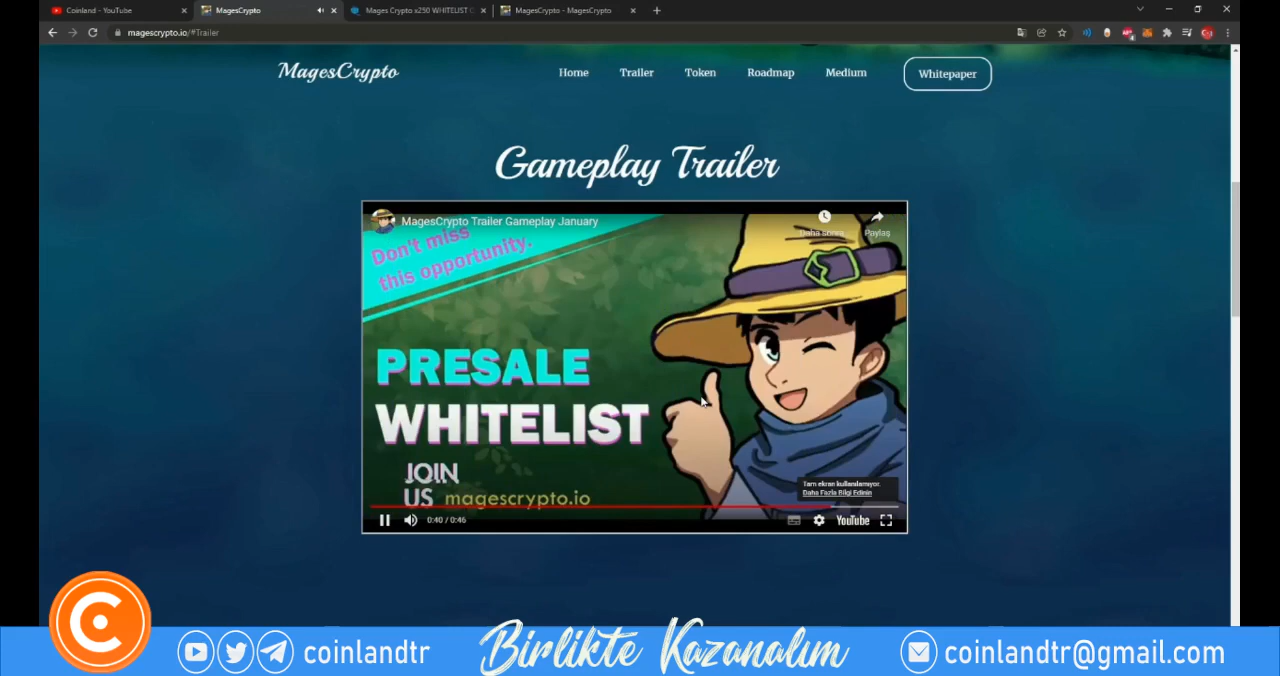 Coinland - YouTube
MagesCrypto
Mages Crypto x250 WHITELIST
MagesCrypto - MagesCrypto
magescrypto.io/#Trailer
MagesCrypto
Home
Trailer
Token
Roadmap
Medium
Whitepaper
Gameplay Trailer
MagesCrypto Trailer Gameplay January
Daha sonra
Paylaş
Don't miss
this opportunity.
PRESALE
WHITELIST
JOIN
US magescrypto.io
Tam ekran kullanılamıyor.
Daha Fazla Bilgi Edinin
0:40 / 0:46
YouTube
coinlandtr
Birlikte Kazanalım
coinlandtr@gmail.com